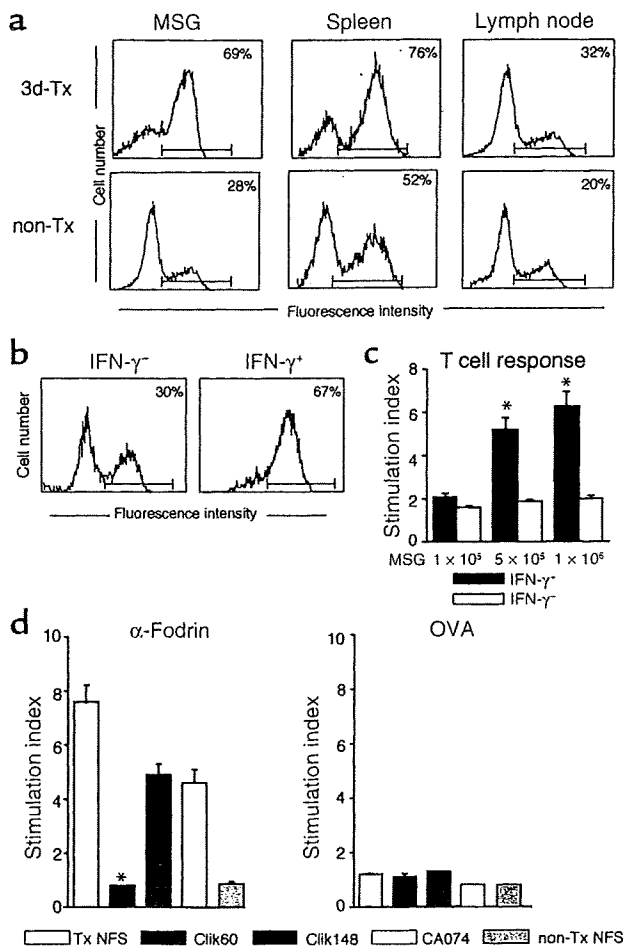 a
MSG Spleen Lymph node
3d-Tx
69% 76% 32%
Cell number
non-Tx
28% 52% 20%
Fluorescence intensity
b
IFN-γ⁻ IFN-γ⁺
30% 67%
Cell number
Fluorescence intensity
c
T cell response
Stimulation index
8
6
4
2
0
* *
MSG 1 × 10⁵ 5 × 10⁵ 1 × 10⁶
IFN-γ⁺
IFN-γ⁻
d
α-Fodrin
Stimulation index
10
8
6
4
2
0
*
OVA
Stimulation index
10
8
6
4
2
0
Tx NFS Clik60 Clik148 CA074 non-Tx NFS